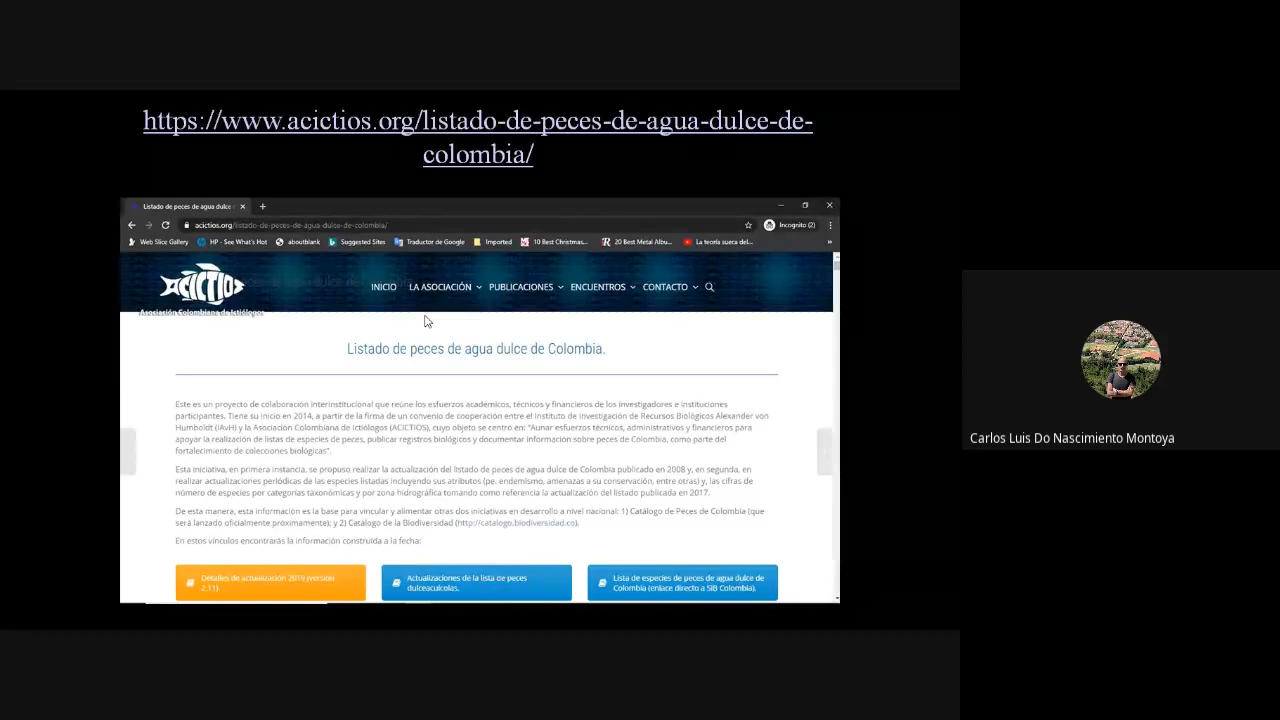 https://www.acictios.org/listado-de-peces-de-agua-dulce-de-
colombia/
Listado de peces de agua dulce
acictios.org/listado-de-peces-de-agua-dulce-de-colombia/
Incognito (2)
Web Slice Gallery
HP - See What's Hot
aboutblank
Suggested Sites
Traductor de Google
Imported
10 Best Christmas...
20 Best Metal Albu...
La teoría suea del...
ACICTIOS
Asociación Colombiana de Ictiólogos
INICIO
LA ASOCIACIÓN
PUBLICACIONES
ENCUENTROS
CONTACTO
Listado de peces de agua dulce de Colombia.
Este es un proyecto de colaboración interinstitucional que reúne los esfuerzos académicos, técnicos y financieros de los investigadores e instituciones
participantes. Tiene su inicio en 2014, a partir de la firma de un convenio de cooperación entre el Instituto de Investigación de Recursos Biológicos Alexander von
Humboldt (IAvH) y la Asociación Colombiana de Ictiólogos (ACICTIOS), cuyo objeto se centro en: "Aunar esfuerzos técnicos, administrativos y financieros para
apoyar la realización de listas de especies de peces, publicar registros biológicos y documentar información sobre peces de Colombia, como parte del
fortalecimiento de colecciones biológicas".
Esta iniciativa, en primera instancia, se propuso realizar la actualización del listado de peces de agua dulce de Colombia publicado en 2008 y, en segunda, en
realizar actualizaciones periódicas de las especies listadas incluyendo sus atributos (pe. endemismo, amenazas a su conservación, entre otras) y, las cifras de
número de especies por categorías taxonómicas y por zona hidrográfica tomando como referencia la actualización del listado publicada en 2017.
De esta manera, esta información es la base para vincular y alimentar otras dos iniciativas en desarrollo a nivel nacional: 1) Catálogo de Peces de Colombia (que
será lanzado oficialmente próximamente); y 2) Catálogo de la Biodiversidad (http://catalogo.biodiversidad.co).
En estos vínculos encontrarás la información construida a la fecha:
Detalles de actualización 2019 (versión
2.11).
Actualizaciones de la lista de peces
dulceacuícolas.
Lista de especies de peces de agua dulce de
Colombia (enlace directo a SiB Colombia).
Carlos Luis Do Nascimiento Montoya